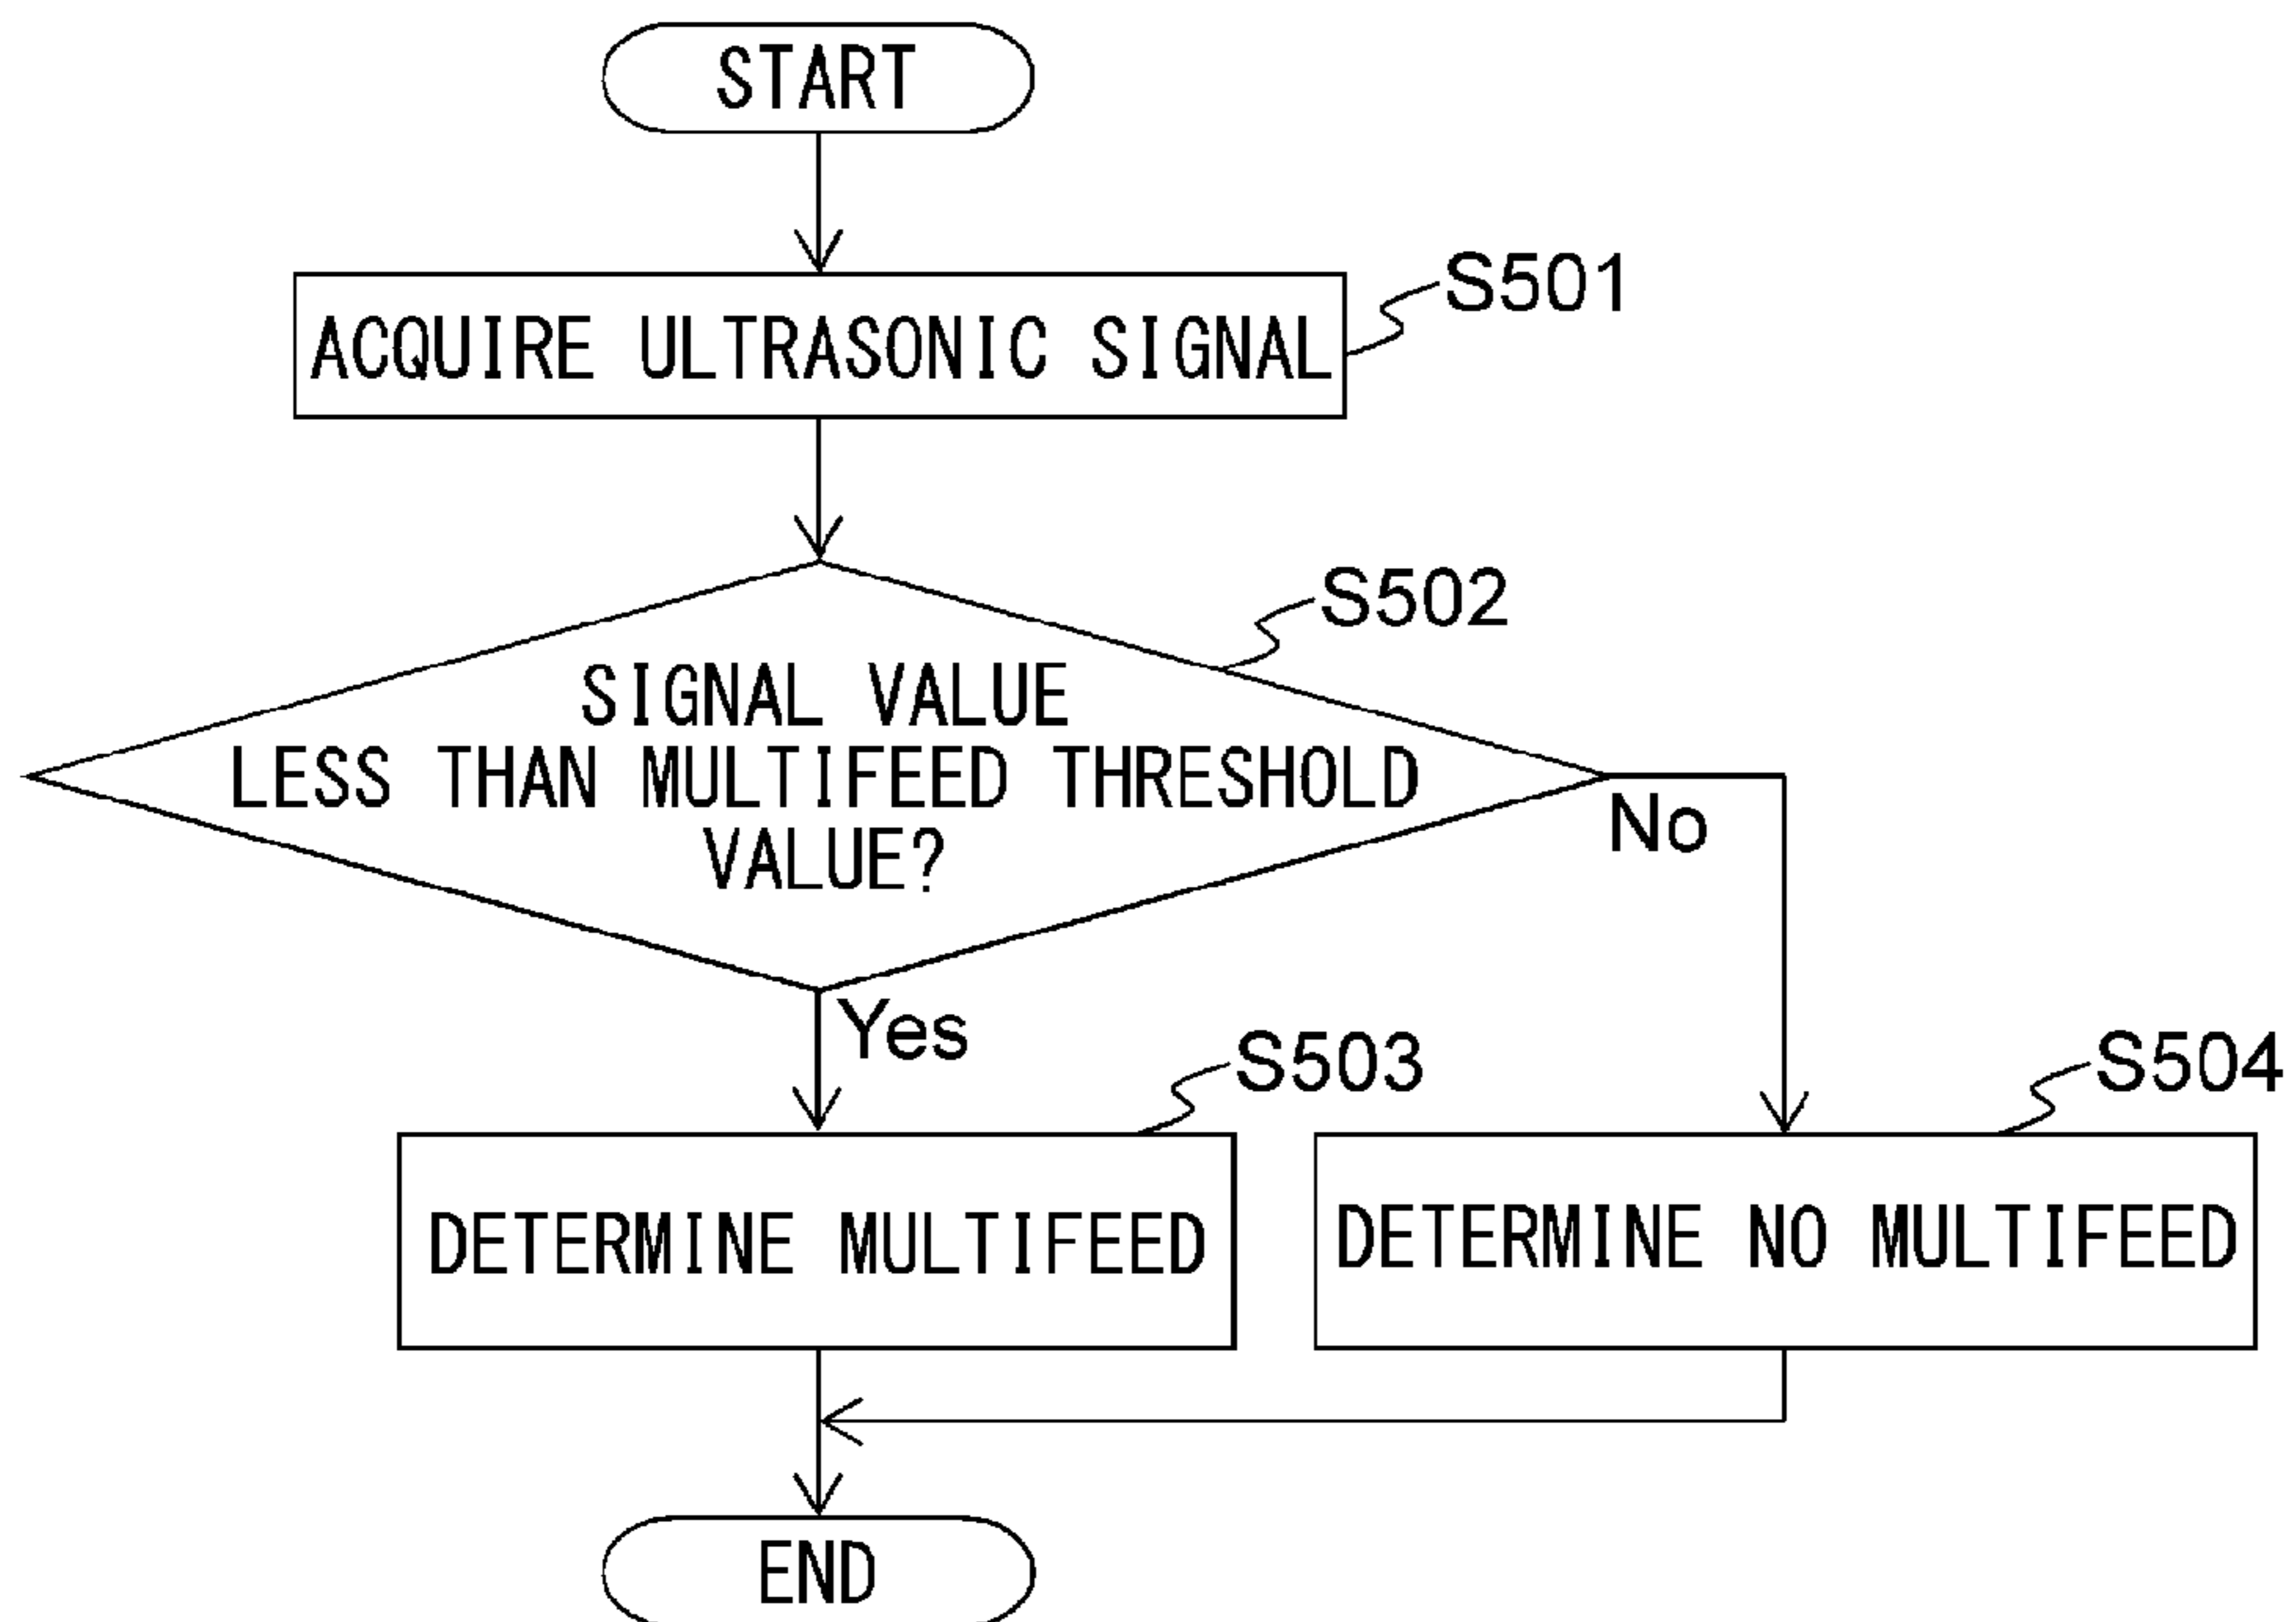 START
ACQUIRE ULTRASONIC SIGNAL
S501
S502
SIGNAL VALUE
LESS THAN MULTIFEED THRESHOLD
VALUE?
No
Yes
S503
S504
DETERMINE MULTIFEED
DETERMINE NO MULTIFEED
END